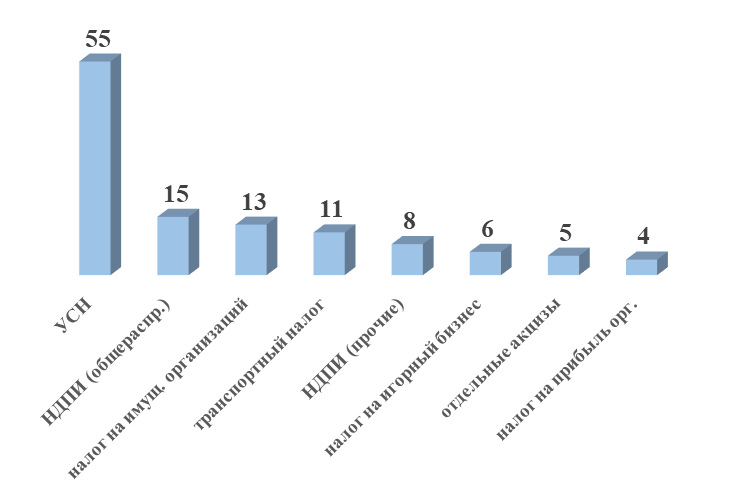 55
15
13
11
8
6
5
4
УСН
НДПИ (общераспр.)
налог на имущ. организаций
транспортный налог
НДПИ (прочие)
налог на игорный бизнес
отдельные акцизы
налог на прибыль орг.